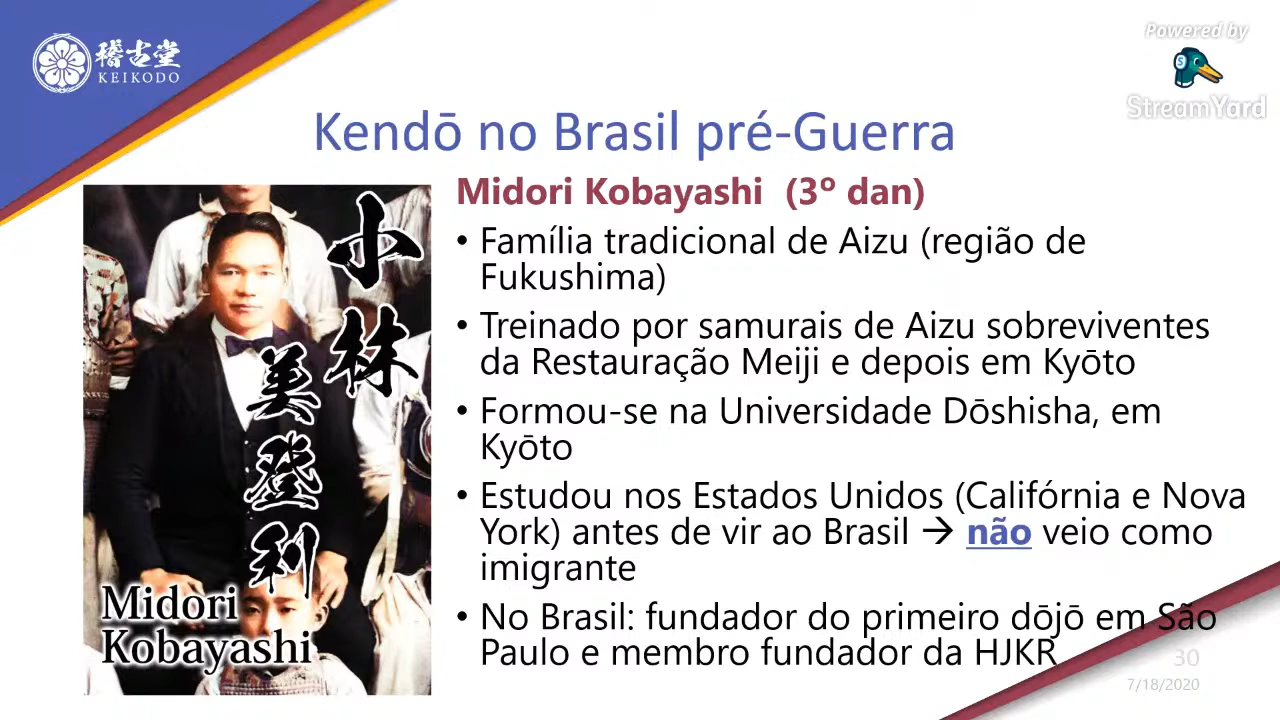 稽古堂
KEIKODO
Powered by
StreamYard
Kendō no Brasil pré-Guerra
小林
美登利
Midori
Kobayashi
Midori Kobayashi (3º dan)
• Família tradicional de Aizu (região de
Fukushima)
• Treinado por samurais de Aizu sobreviventes
da Restauração Meiji e depois em Kyōto
• Formou-se na Universidade Dōshisha, em
Kyōto
• Estudou nos Estados Unidos (Califórnia e Nova
York) antes de vir ao Brasil → não veio como
imigrante
• No Brasil: fundador do primeiro dōjō em São
Paulo e membro fundador da HJKR
30
7/18/2020